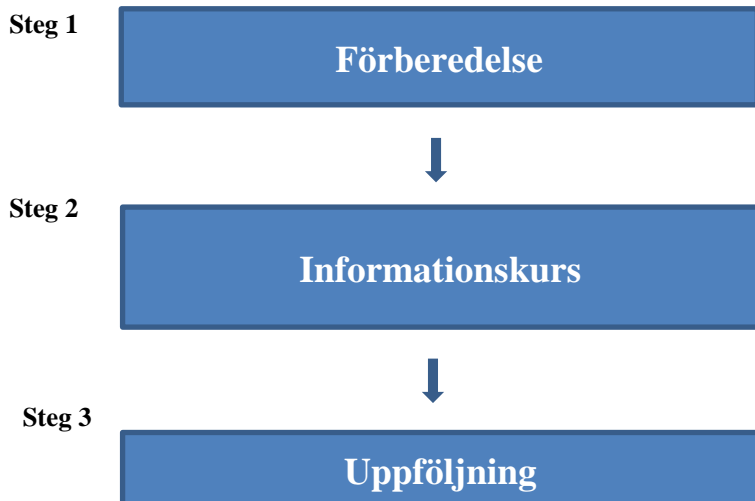 Steg 1
Förberedelse
Steg 2
Informationskurs
Steg 3
Uppföljning